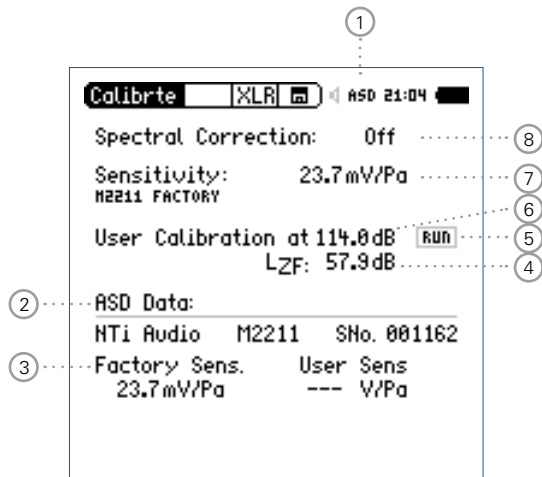 1
Calibrte XLR ASD 21:04
Spectral Correction: Off
8
Sensitivity: 23.7mV/Pa
7
M2211 FACTORY
6
User Calibration at 114.0dB RUN
5
LZF: 57.9dB
4
2
ASD Data:
NTi Audio M2211 SNo. 001162
3
Factory Sens. User Sens
23.7mV/Pa --- V/Pa